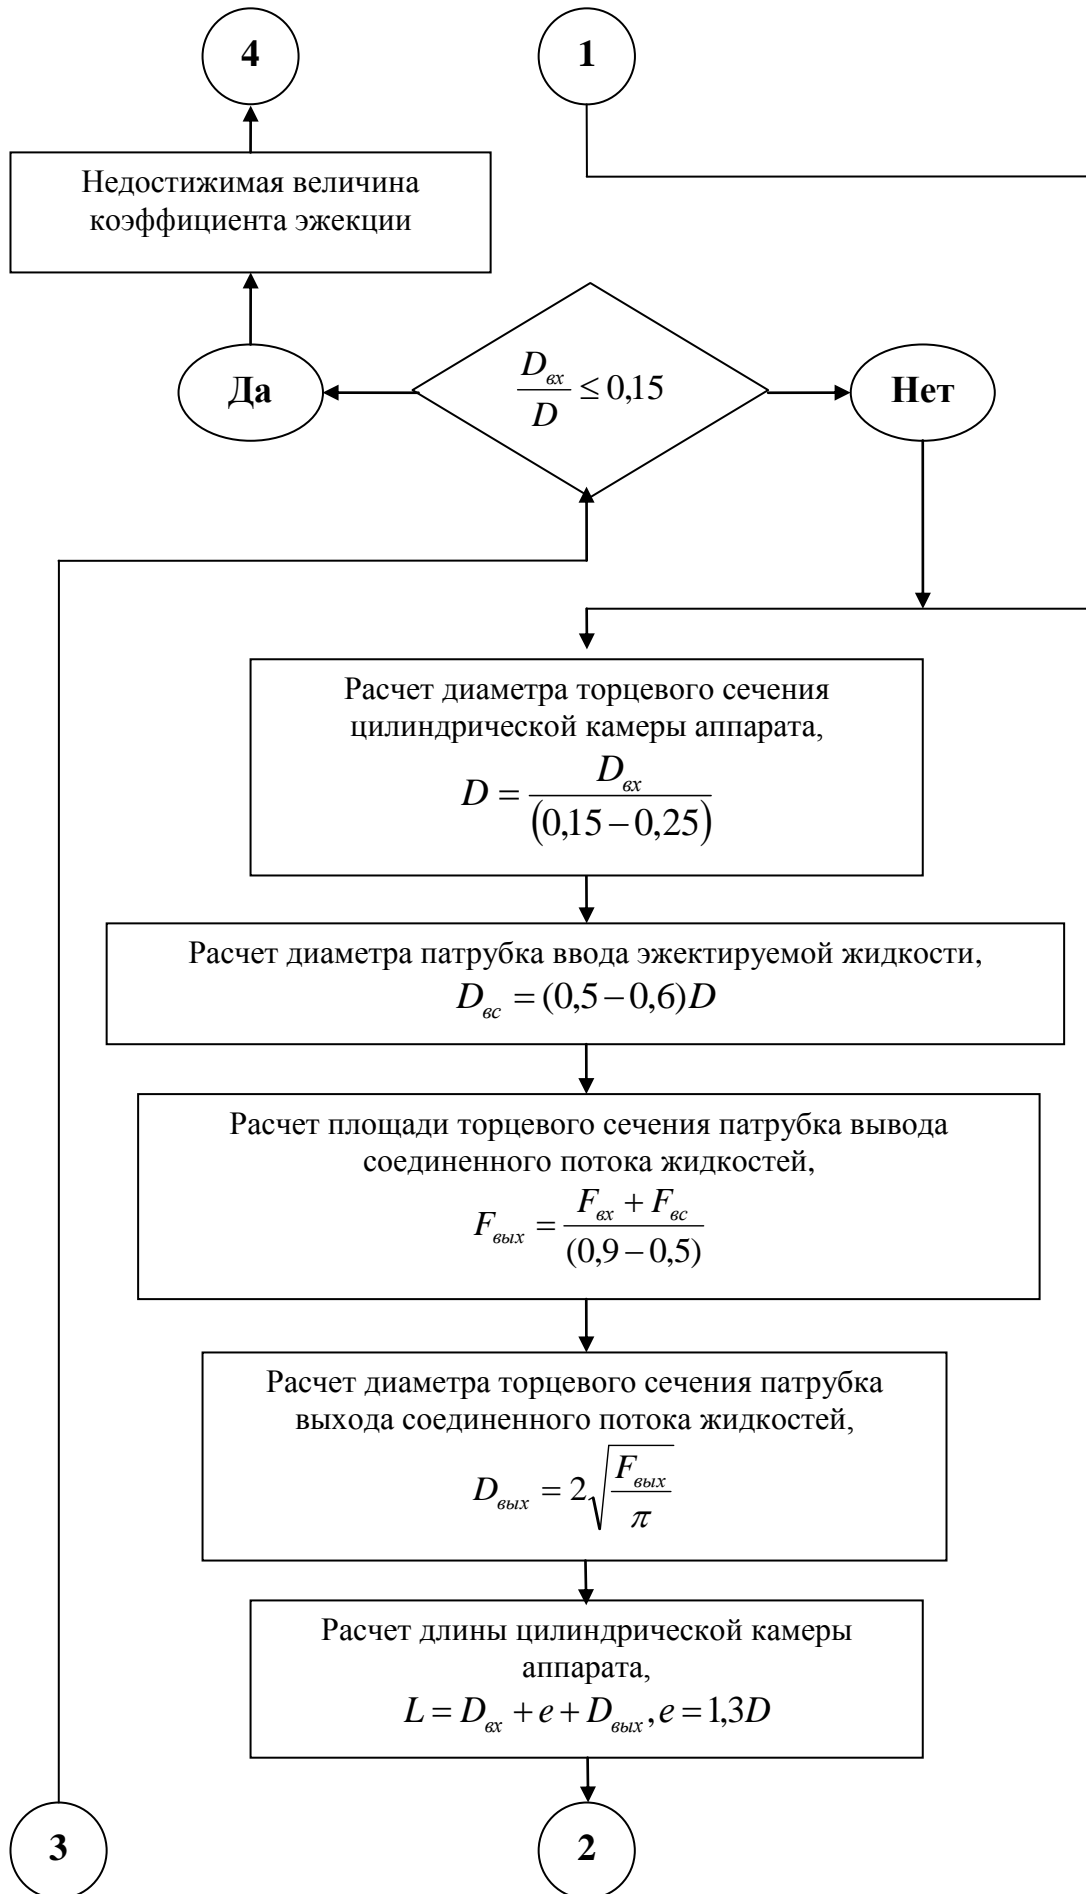 4
1
Недостижимая величина
коэффициента эжекции
D_вх / D ≤ 0,15
Да
Нет
Расчет диаметра торцевого сечения
цилиндрической камеры аппарата,
D = D_вх / (0,15 – 0,25)
Расчет диаметра патрубка ввода эжектируемой жидкости,
D_вс = (0,5 – 0,6)D
Расчет площади торцевого сечения патрубка вывода
соединенного потока жидкостей,
F_вых = F_вх + F_вс / (0,9 – 0,5)
Расчет диаметра торцевого сечения патрубка
выхода соединенного потока жидкостей,
D_вых = 2√(F_вых / π)
Расчет длины цилиндрической камеры
аппарата,
L = D_вх + e + D_вых, e = 1,3D
3
2